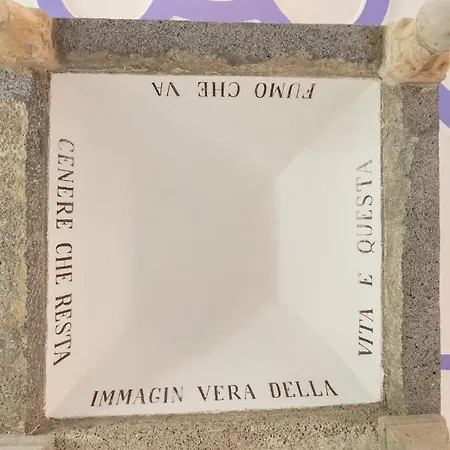 FUMO CHE VA
CENERE CHE RESTA
IMMAGIN VERA DELLA
VITA E QUESTA